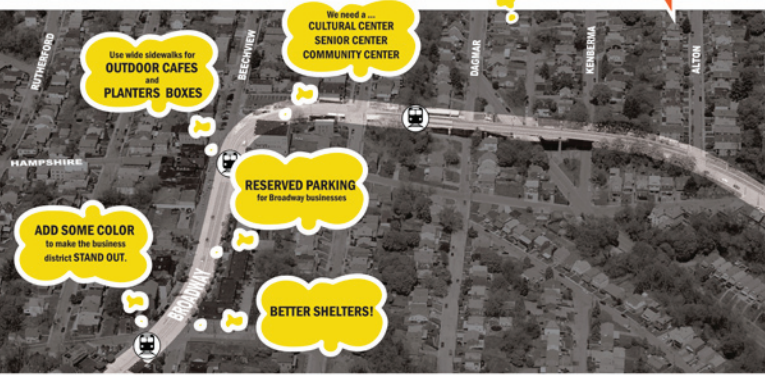 We need a ...
CULTURAL CENTER
SENIOR CENTER
COMMUNITY CENTER
RUTHERFORD
BEECHVIEW
DAGMAR
KENBERMA
ALTON
Use wide sidewalks for
OUTDOOR CAFES
and
PLANTERS BOXES
HAMPSHIRE
RESERVED PARKING
for Broadway businesses
ADD SOME COLOR
to make the business
district STAND OUT.
BROADWAY
BETTER SHELTERS!